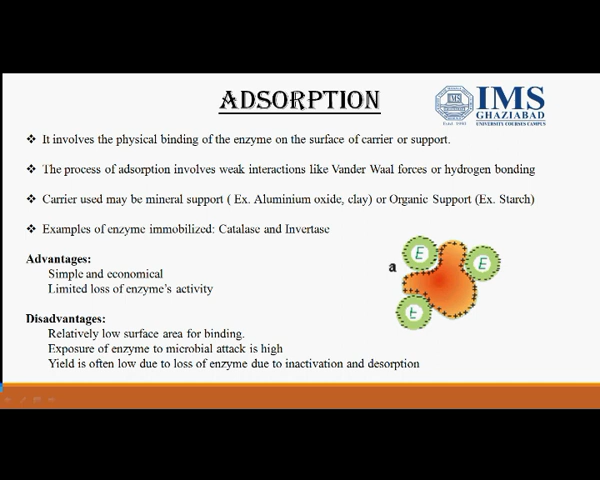 ADSORPTION
IMS
GHAZIABAD
UNIVERSITY COURSES CAMPUS
It involves the physical binding of the enzyme on the surface of carrier or support.
The process of adsorption involves weak interactions like Vander Waal forces or hydrogen bonding
Carrier used may be mineral support ( Ex. Aluminium oxide, clay) or Organic Support (Ex. Starch)
Examples of enzyme immobilized: Catalase and Invertase
Advantages:
Simple and economical
Limited loss of enzyme's activity
a
E
E
E
Disadvantages:
Relatively low surface area for binding.
Exposure of enzyme to microbial attack is high
Yield is often low due to loss of enzyme due to inactivation and desorption